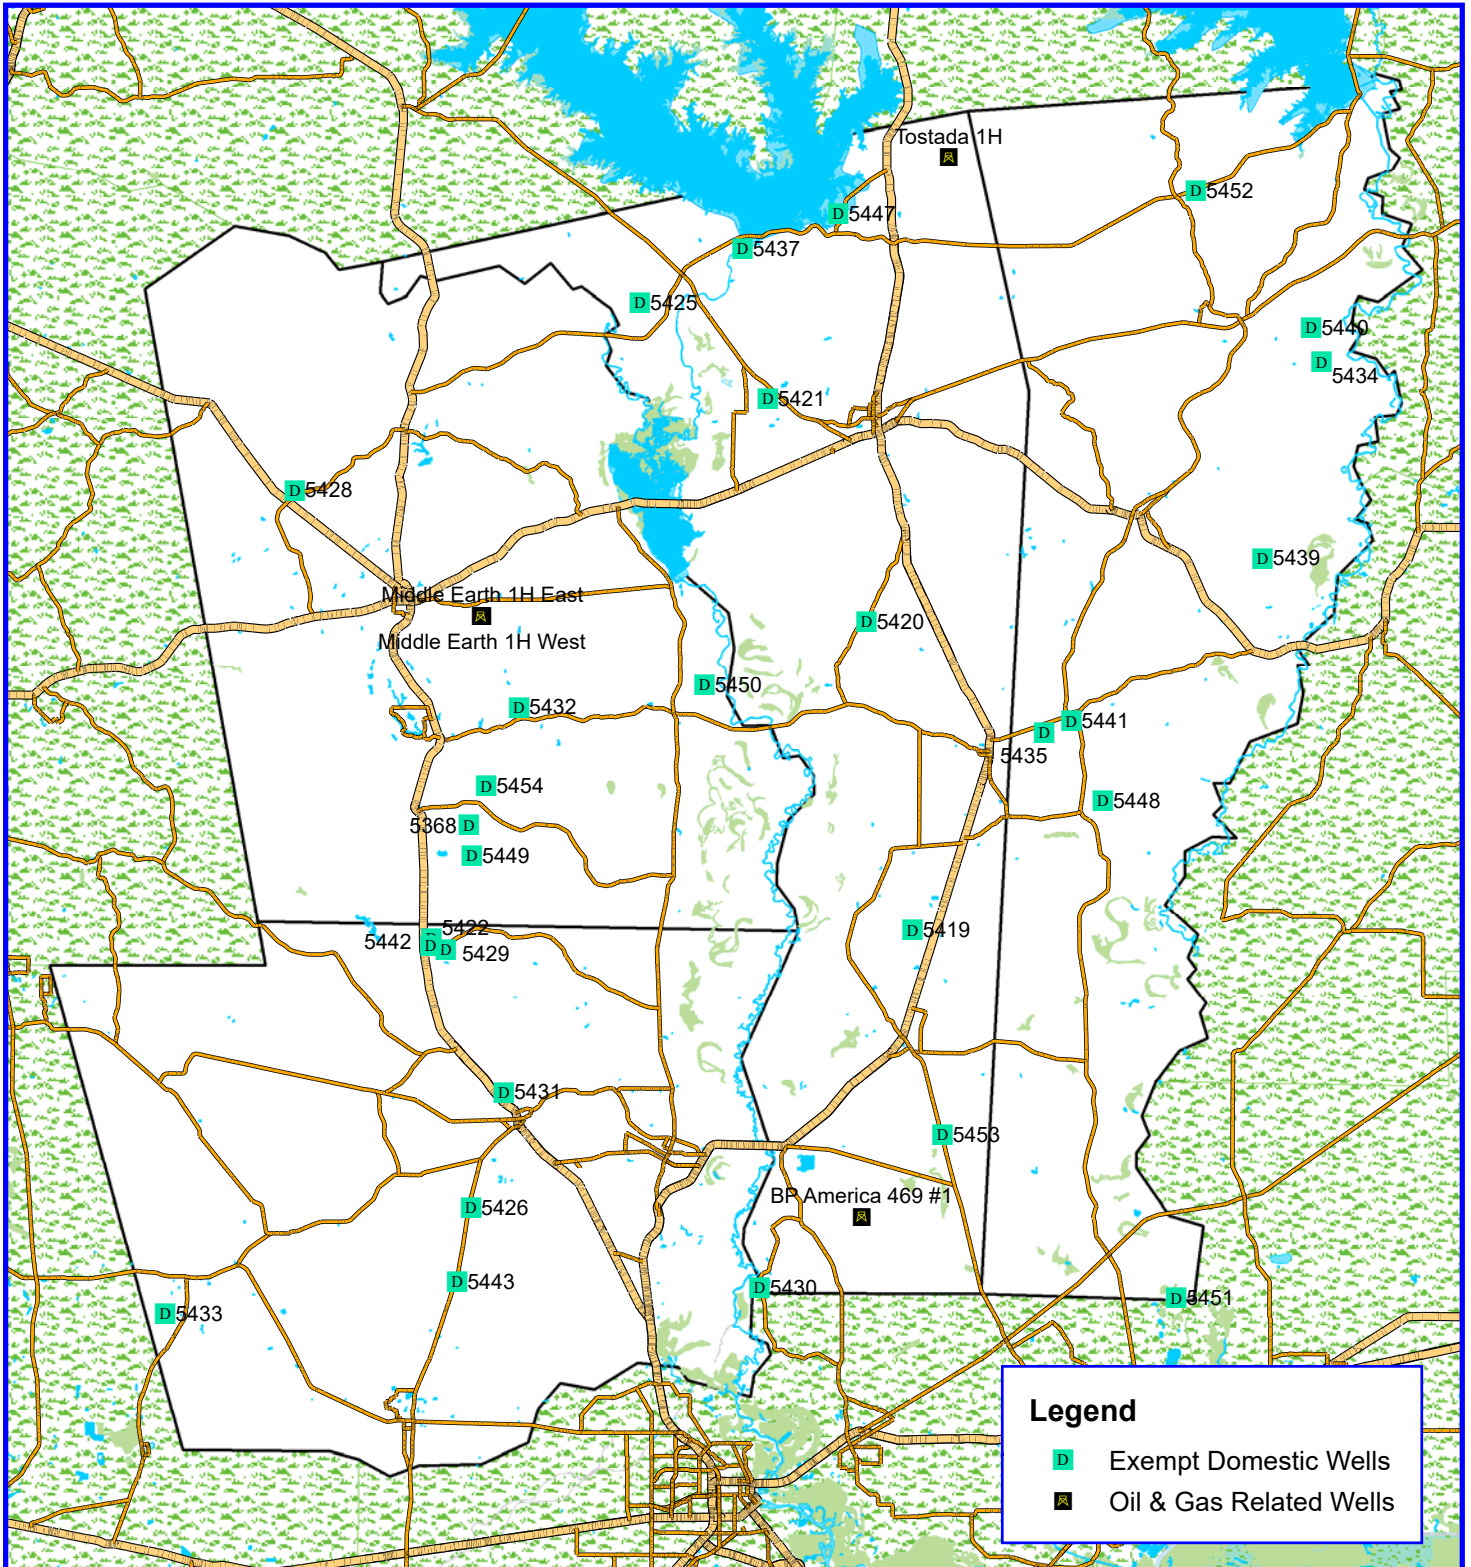 Tostada 1H
D 5452
D 5447
D 5437
D 5425
D 5440
D
5434
D 5421
D 5428
D 5439
Middle Earth 1H East
Middle Earth 1H West
D 5420
D 5450
D 5432
D 5441
D
5435
D 5454
D 5448
5368 D
D 5449
D 5422
5442 D
D 5429
D 5419
D 5431
D 5453
BP America 469 #1
D 5426
D 5443
D 5430
D 5451
D 5433
Legend
D Exempt Domestic Wells
Oil & Gas Related Wells